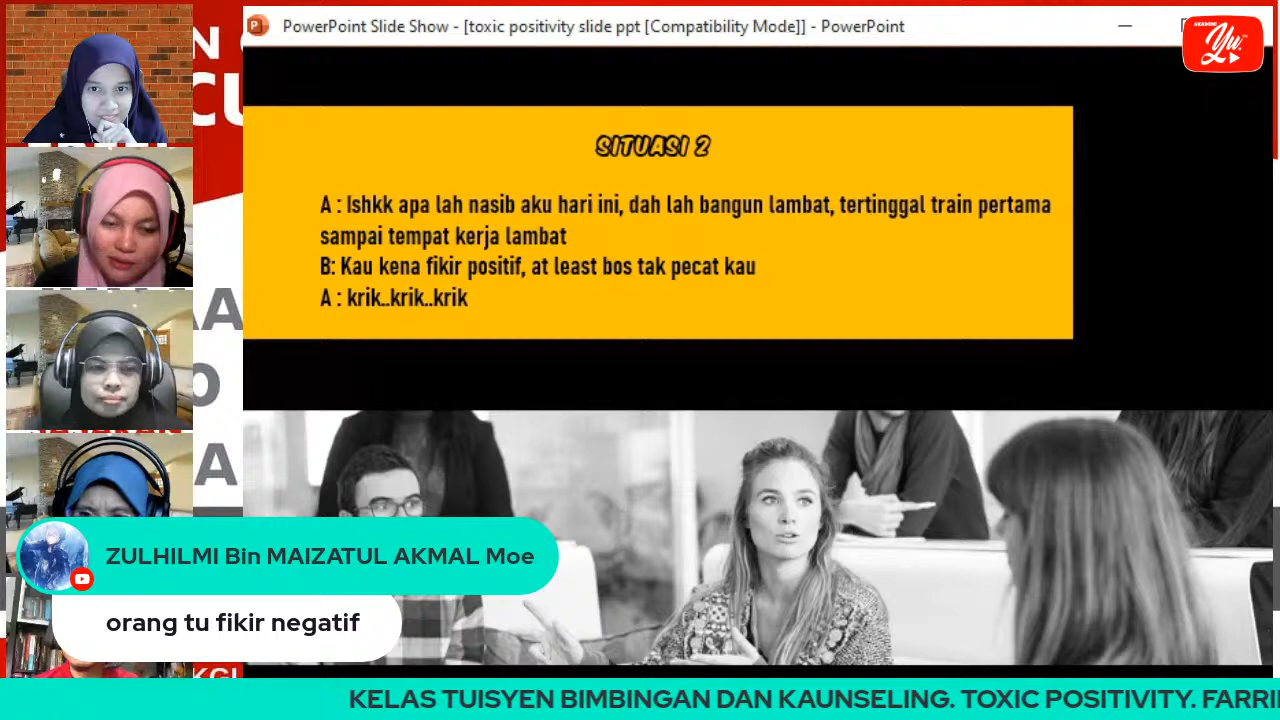 PowerPoint Slide Show - [toxic positivity slide ppt [Compatibility Mode]] - PowerPoint
AKADEMI
Yu
SITUASI 2
A : Ishkk apa lah nasib aku hari ini, dah lah bangun lambat, tertinggal train pertama
sampai tempat kerja lambat
B: Kau kena fikir positif, at least bos tak pecat kau
A : krik..krik..krik
ZULHILMI Bin MAIZATUL AKMAL Moe
orang tu fikir negatif
KELAS TUISYEN BIMBINGAN DAN KAUNSELING. TOXIC POSITIVITY. FARRI